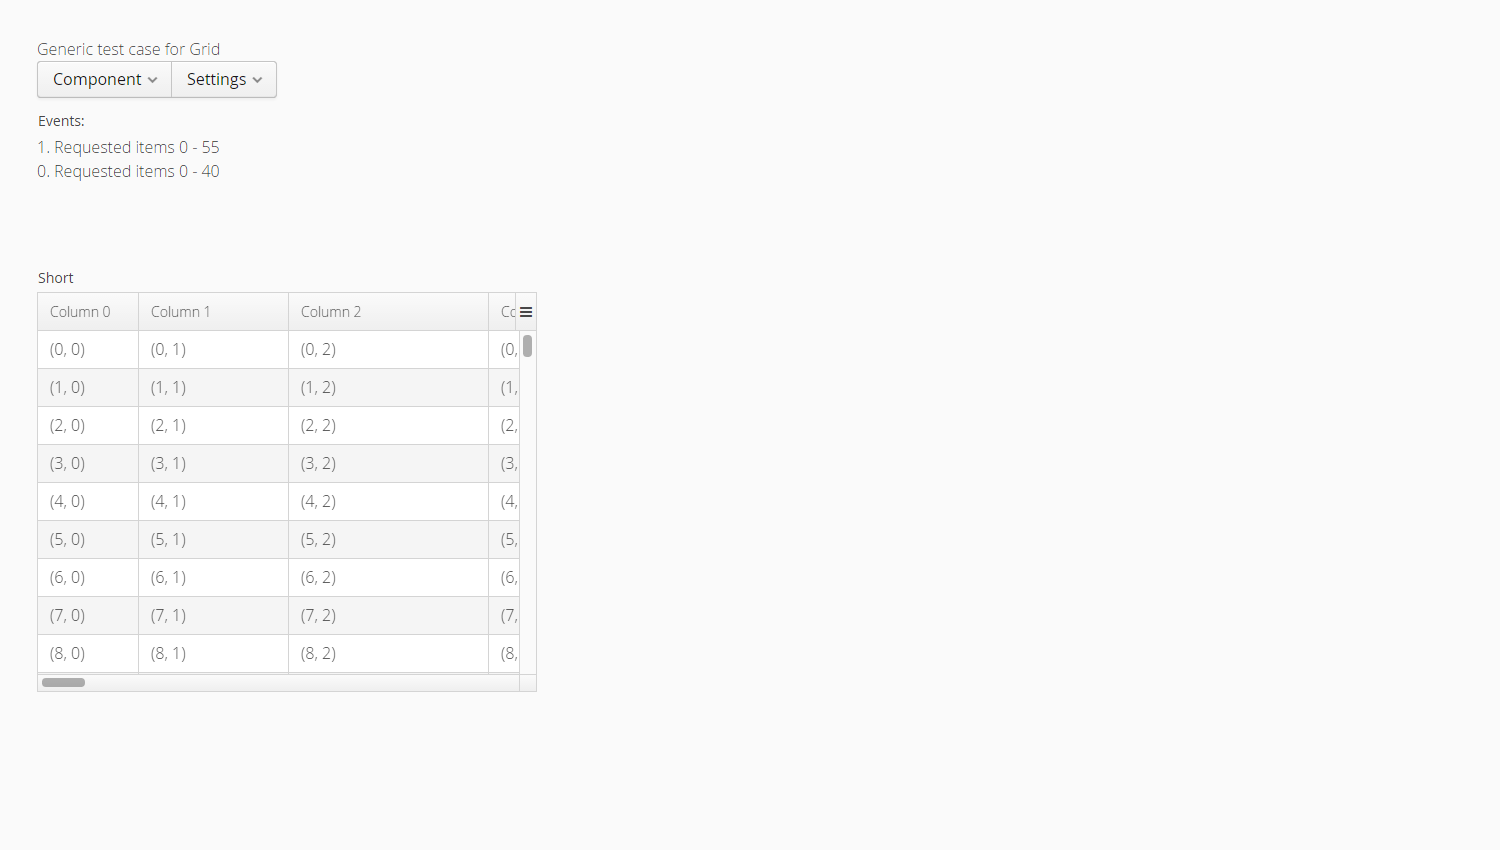 Generic test case for Grid
Component Settings
Events:
1. Requested items 0 - 55
0. Requested items 0 - 40
Short
Column 0 Column 1 Column 2 Co
(0, 0) (0, 1) (0, 2) (0,
(1, 0) (1, 1) (1, 2) (1,
(2, 0) (2, 1) (2, 2) (2,
(3, 0) (3, 1) (3, 2) (3,
(4, 0) (4, 1) (4, 2) (4,
(5, 0) (5, 1) (5, 2) (5,
(6, 0) (6, 1) (6, 2) (6,
(7, 0) (7, 1) (7, 2) (7,
(8, 0) (8, 1) (8, 2) (8,